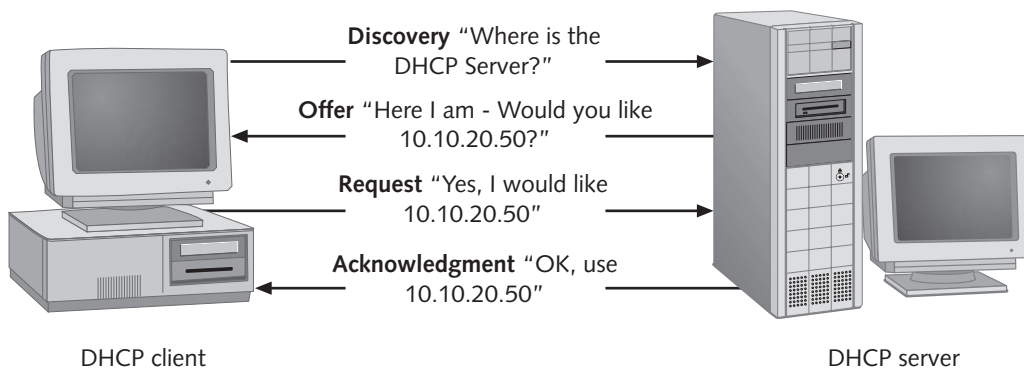 Discovery “Where is the
DHCP Server?”
Offer “Here I am - Would you like
10.10.20.50?”
Request “Yes, I would like
10.10.20.50”
Acknowledgment “OK, use
10.10.20.50”
DHCP client
DHCP server